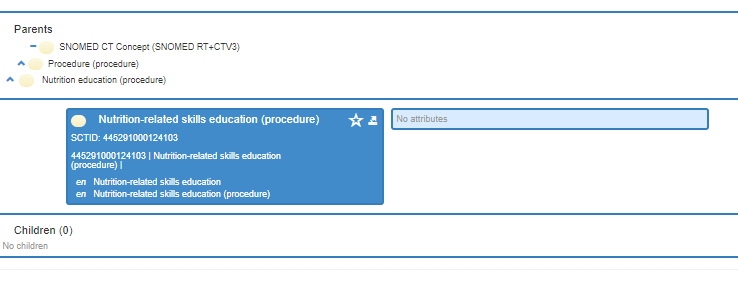 Parents
SNOMED CT Concept (SNOMED RT+CTV3)
Procedure (procedure)
Nutrition education (procedure)
Nutrition-related skills education (procedure)
No attributes
SCTID: 445291000124103
445291000124103 | Nutrition-related skills education
(procedure) |
en Nutrition-related skills education
en Nutrition-related skills education (procedure)
Children (0)
No children